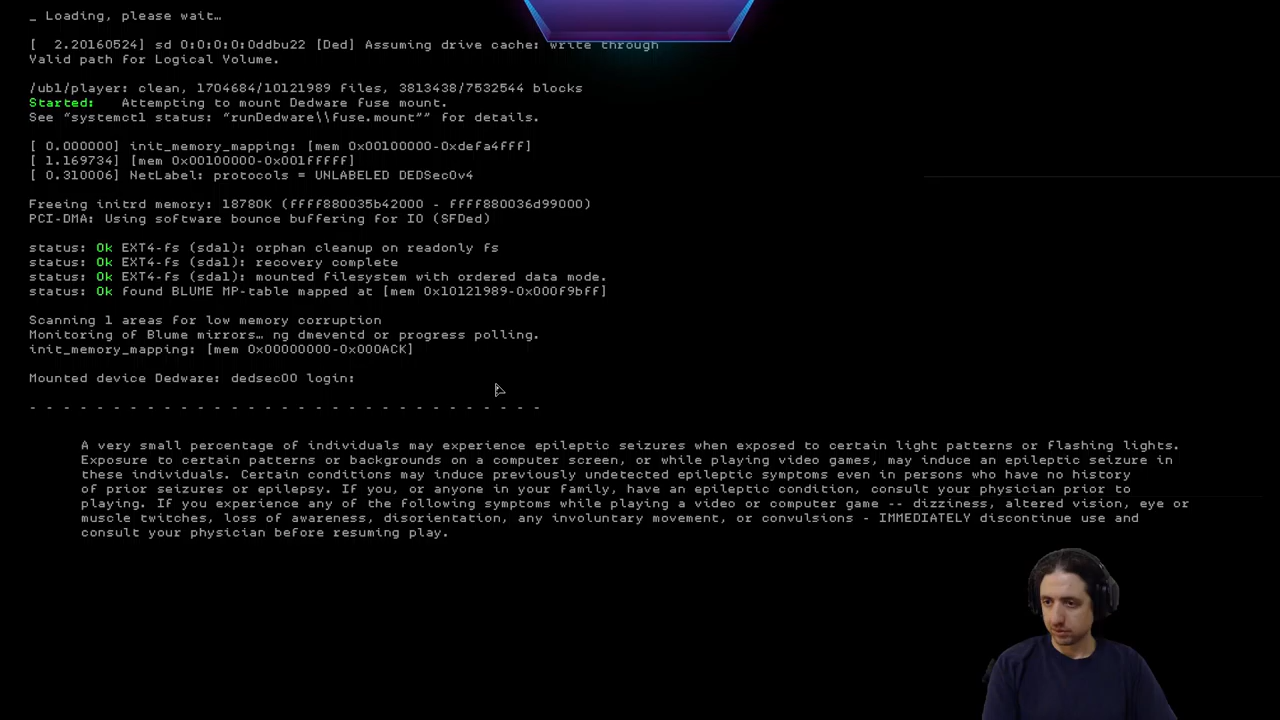 _ Loading, please wait…
[  2.20160524] sd 0:0:0:0:0ddbu22 [Ded] Assuming drive cache: write through
Valid path for Logical Volume.
/ubl/player: clean, 1704684/10121989 files, 3813438/7532544 blocks
Started:   Attempting to mount Dedware fuse mount.
See “systemctl status: “runDedware\\fuse.mount”” for details.
[ 0.000000] init_memory_mapping: [mem 0x00100000-0xdefa4fff]
[ 1.169734] [mem 0x00100000-0x001fffff]
[ 0.310006] NetLabel: protocols = UNLABELED DEDSec0v4
Freeing initrd memory: 18780K (ffff880035b42000 - ffff880036d99000)
PCI-DMA: Using software bounce buffering for IO (SFDed)
status: Ok EXT4-fs (sda1): orphan cleanup on readonly fs
status: Ok EXT4-fs (sda1): recovery complete
status: Ok EXT4-fs (sda1): mounted filesystem with ordered data mode.
status: Ok found BLUME MP-table mapped at [mem 0x10121989-0x000f9bff]
Scanning 1 areas for low memory corruption
Monitoring of Blume mirrors… ng dmeventd or progress polling.
init_memory_mapping: [mem 0x00000000-0x000ACK]
Mounted device Dedware: dedsec00 login:
- - - - - - - - - - - - - - - - - - - - - - - - - - - - - - -
A very small percentage of individuals may experience epileptic seizures when exposed to certain light patterns or flashing lights.
Exposure to certain patterns or backgrounds on a computer screen, or while playing video games, may induce an epileptic seizure in
these individuals. Certain conditions may induce previously undetected epileptic symptoms even in persons who have no history
of prior seizures or epilepsy. If you, or anyone in your family, have an epileptic condition, consult your physician prior to
playing. If you experience any of the following symptoms while playing a video or computer game -- dizziness, altered vision, eye or
muscle twitches, loss of awareness, disorientation, any involuntary movement, or convulsions - IMMEDIATELY discontinue use and
consult your physician before resuming play.